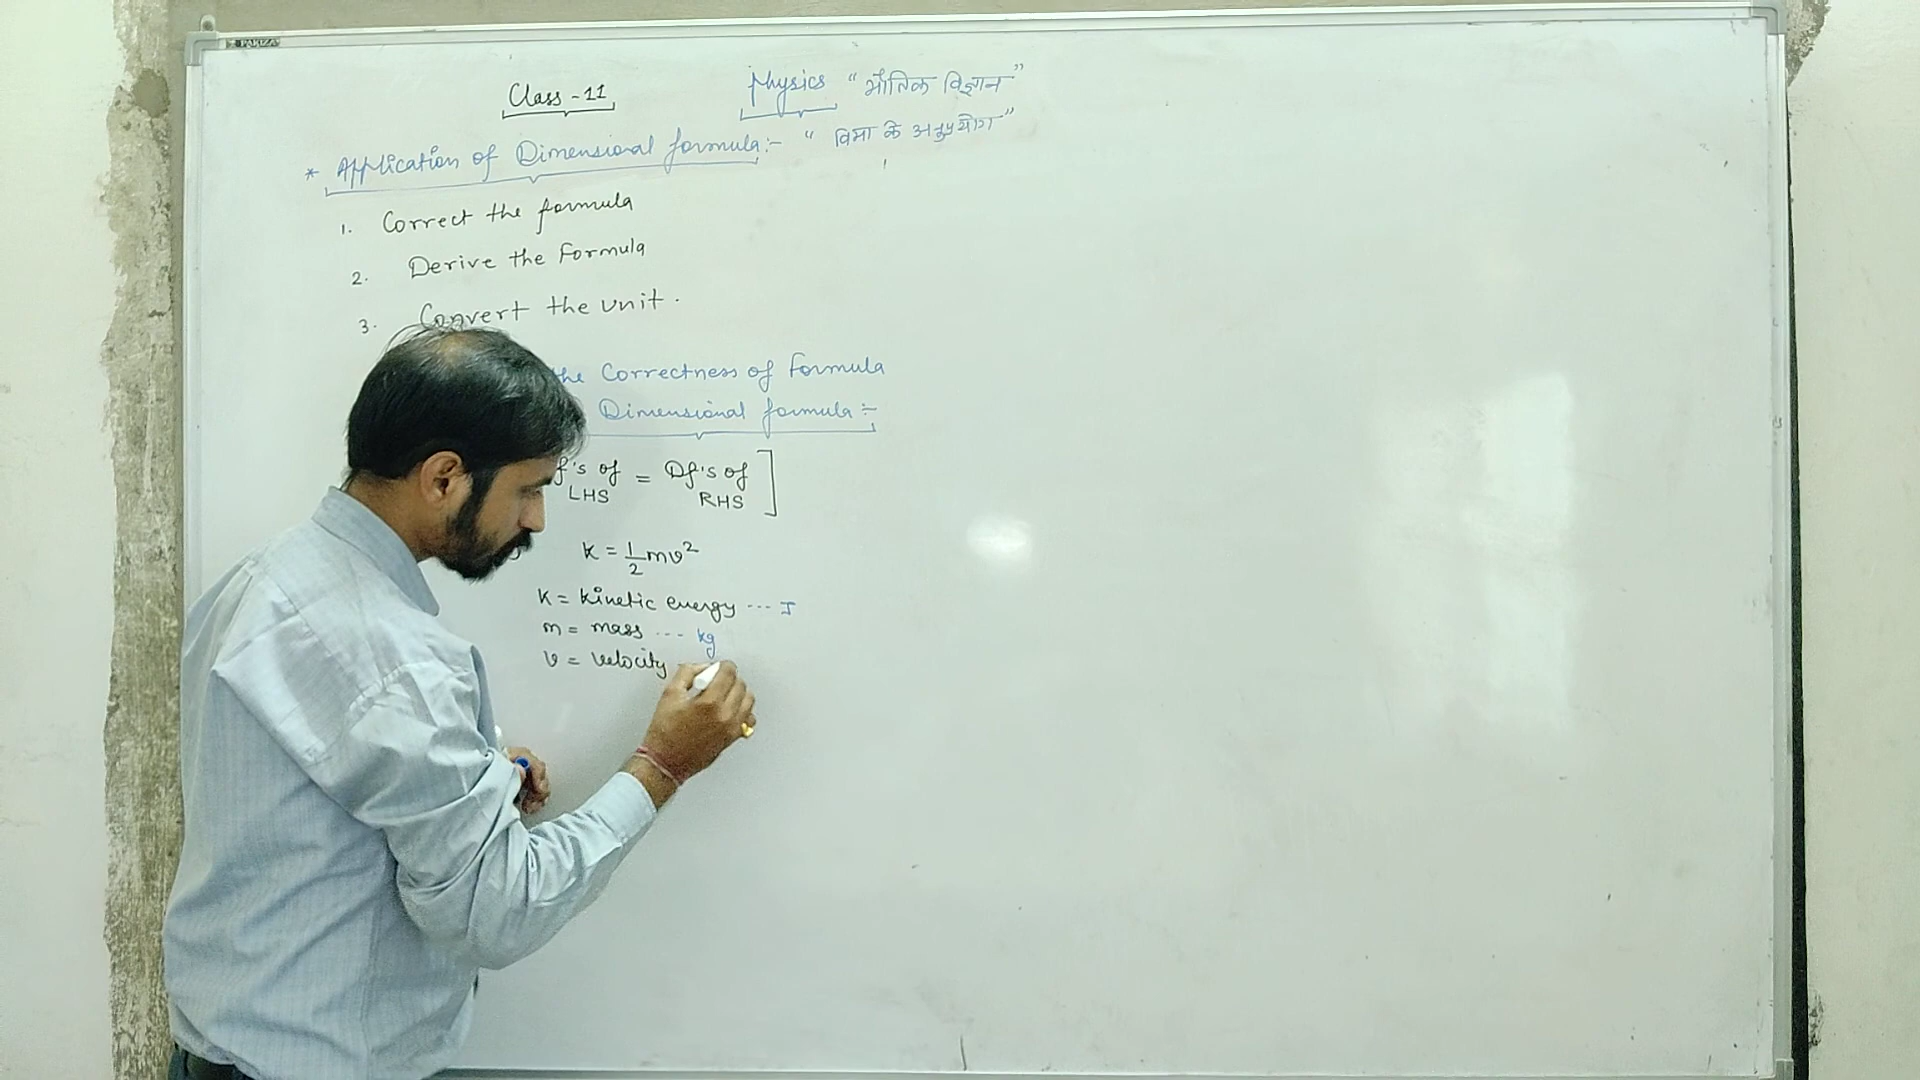 PAKIZA
Class - 11
Physics “भौतिक विज्ञान”
* Application of Dimensional formula:- “विमा के अनुप्रयोग”
1. Correct the formula
2. Derive the Formula
3. Convert the unit.
the Correctness of Formula
Dimensional formula:-
f's of = Df's of ]
LHS RHS
K = 1/2 mv²
K = kinetic energy --- J
m = mass --- kg
v = velocity